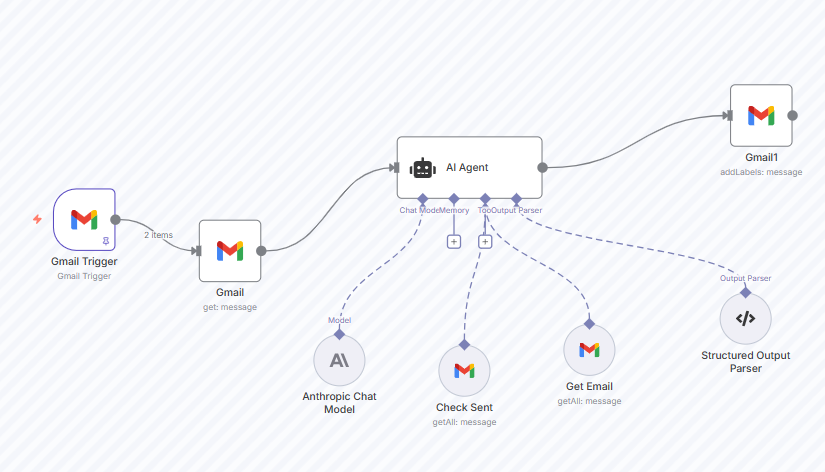 Gmail1
addLabels: message
AI Agent
Chat Model
Memory
Tool
Output Parser
2 items
Gmail Trigger
Gmail Trigger
Gmail
get: message
Output Parser
Model
Structured Output
Parser
Get Email
getAll: message
Anthropic Chat
Model
Check Sent
getAll: message